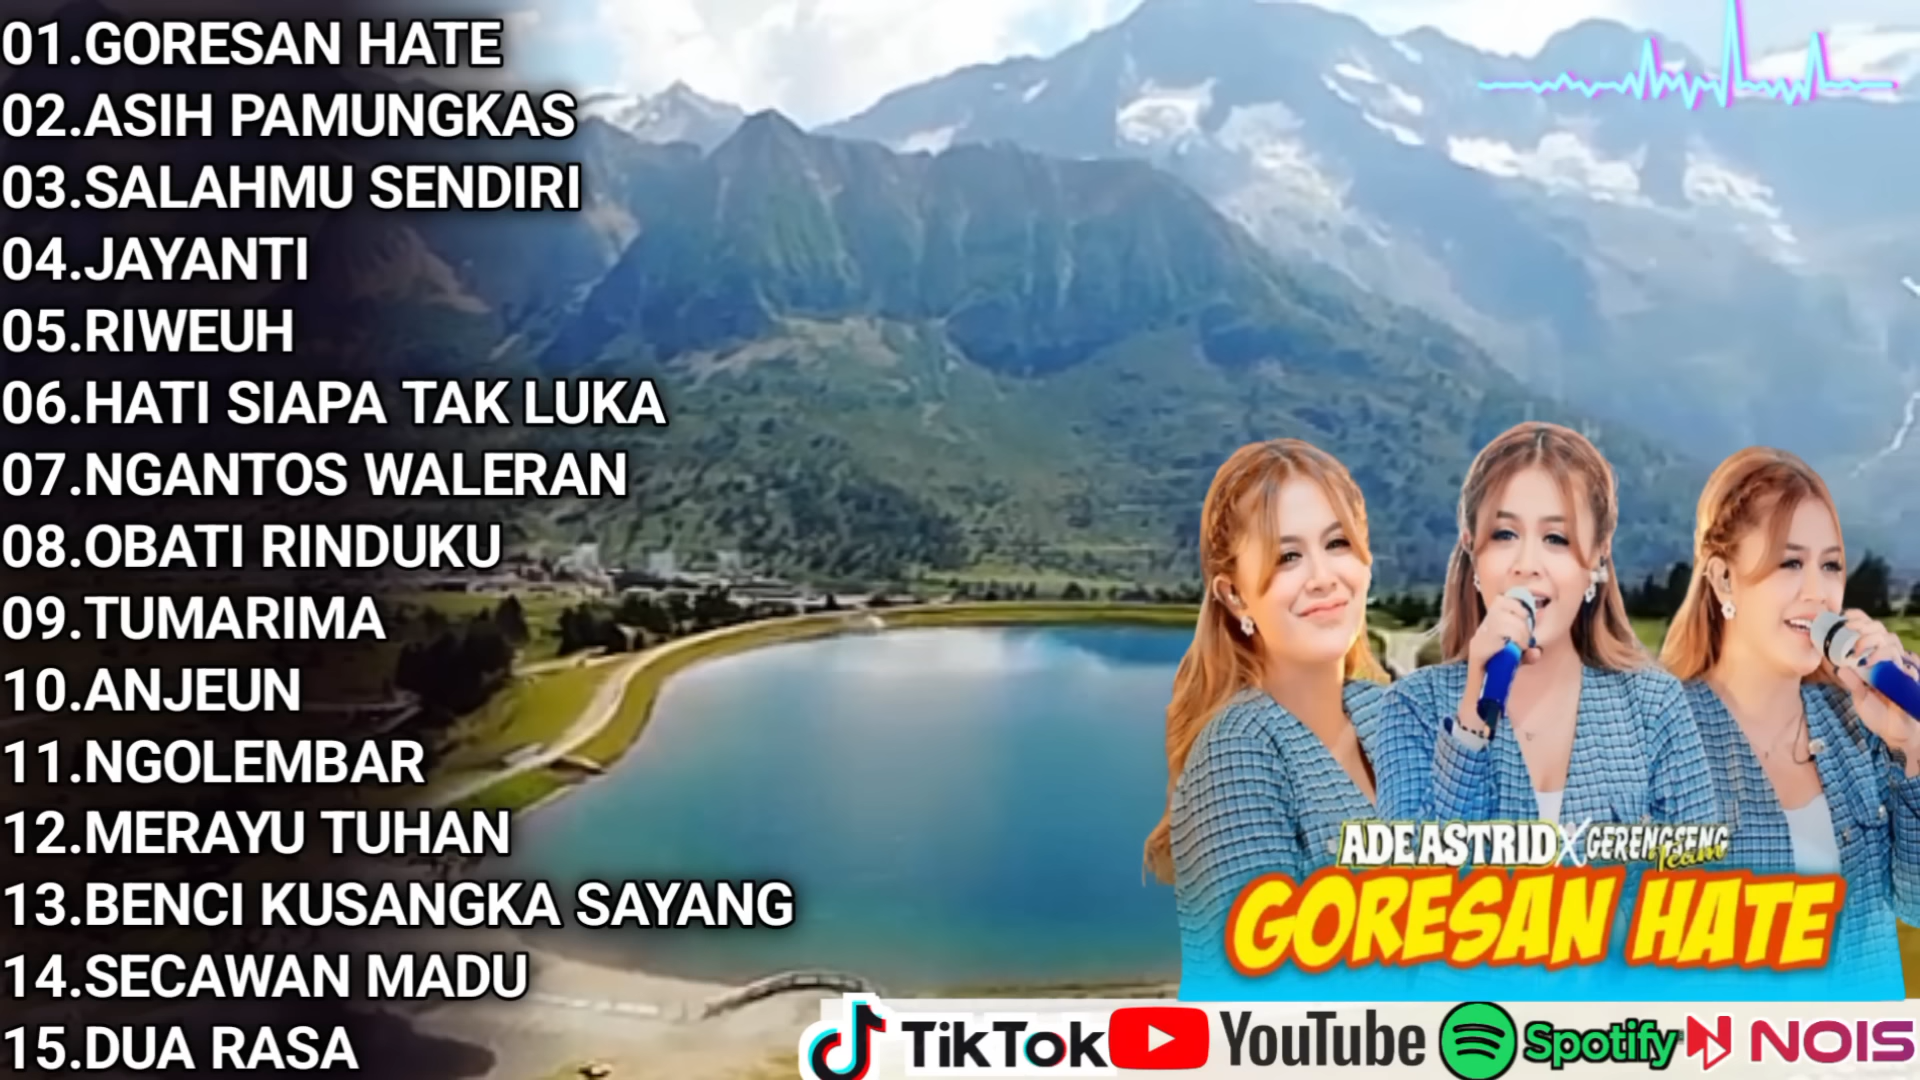 01.GORESAN HATE
02.ASIH PAMUNGKAS
03.SALAHMU SENDIRI
04.JAYANTI
05.RIWEUH
06.HATI SIAPA TAK LUKA
07.NGANTOS WALERAN
08.OBATI RINDUKU
09.TUMARIMA
10.ANJEUN
11.NGOLEMBAR
12.MERAYU TUHAN
13.BENCI KUSANGKA SAYANG
14.SECAWAN MADU
15.DUA RASA
ADE ASTRID X GERENGSENG Team
GORESAN HATE
TikTok YouTube Spotify NOIS